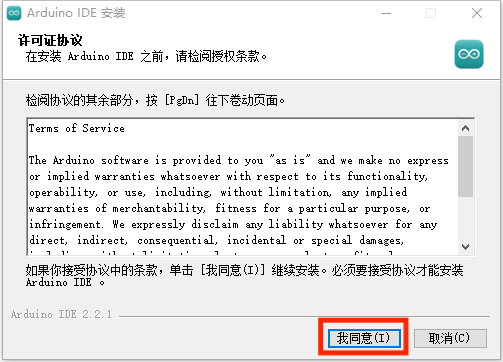 Arduino IDE 安装
许可证协议
在安装 Arduino IDE 之前，请检阅授权条款。
检阅协议的其余部分，按 [PgDn] 往下卷动页面。
Terms of Service
The Arduino software is provided to you "as is" and we make no express
or implied warranties whatsoever with respect to its functionality,
operability, or use, including, without limitation, any implied
warranties of merchantability, fitness for a particular purpose, or
infringement. We expressly disclaim any liability whatsoever for any
direct, indirect, consequential, incidental or special damages,
如果你接受协议中的条款，单击 [我同意(I)] 继续安装。必须要接受协议才能安装
Arduino IDE 。
Arduino IDE 2.2.1
我同意(I)
取消(C)